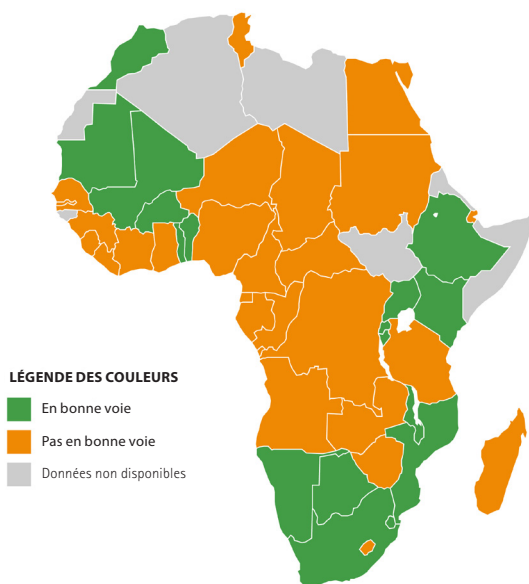 LÉGENDE DES COULEURS
En bonne voie
Pas en bonne voie
Données non disponibles